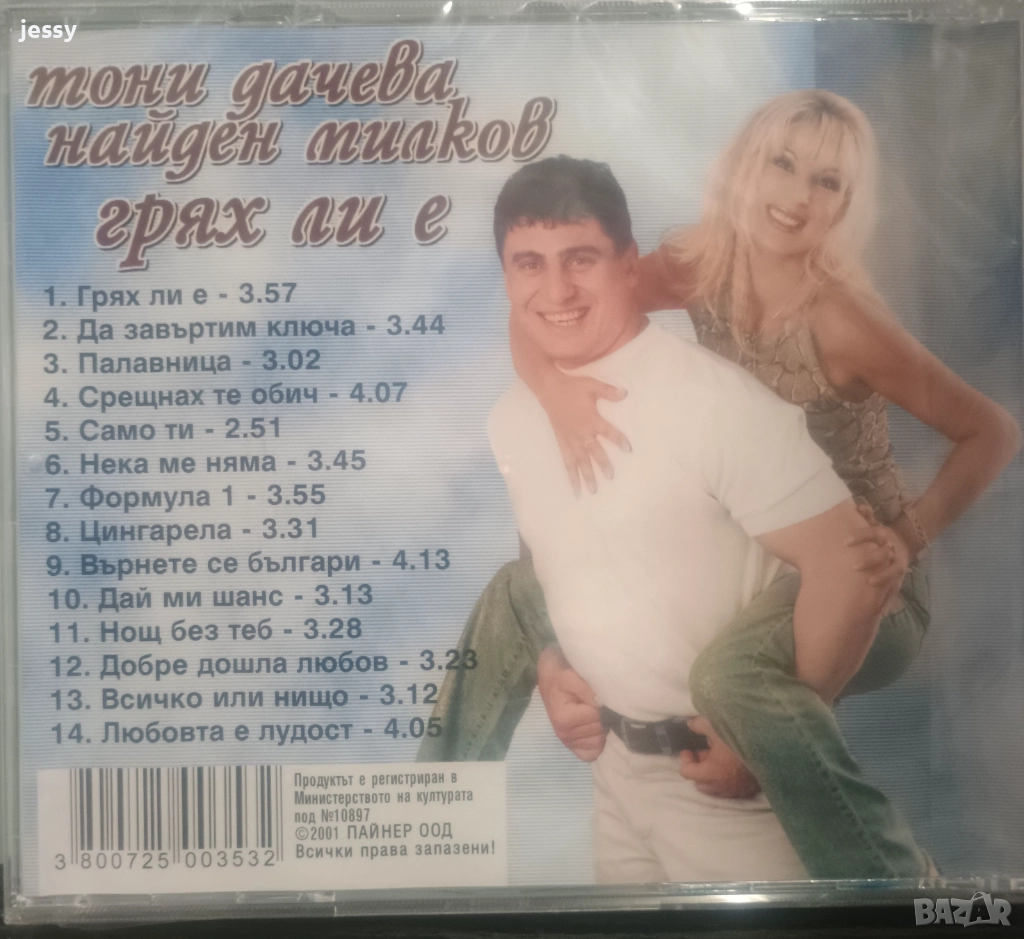 jessy
тони дачева
найден милков
грях ли е
1. Грях ли е - 3.57
2. Да завъртим ключа - 3.44
3. Палавница - 3.02
4. Срещнах те обич - 4.07
5. Само ти - 2.51
6. Нека ме няма - 3.45
7. Формула 1 - 3.55
8. Цингарела - 3.31
9. Върнете се българи - 4.13
10. Дай ми шанс - 3.13
11. Нощ без теб - 3.28
12. Добре дошла любов - 3.23
13. Всичко или нищо - 3.12
14. Любовта е лудост - 4.05
Продуктът е регистриран в
Министерството на културата
под №10897
©2001 ПАЙНЕР ООД
Всички права запазени!
3 800725 003532
BAZAR